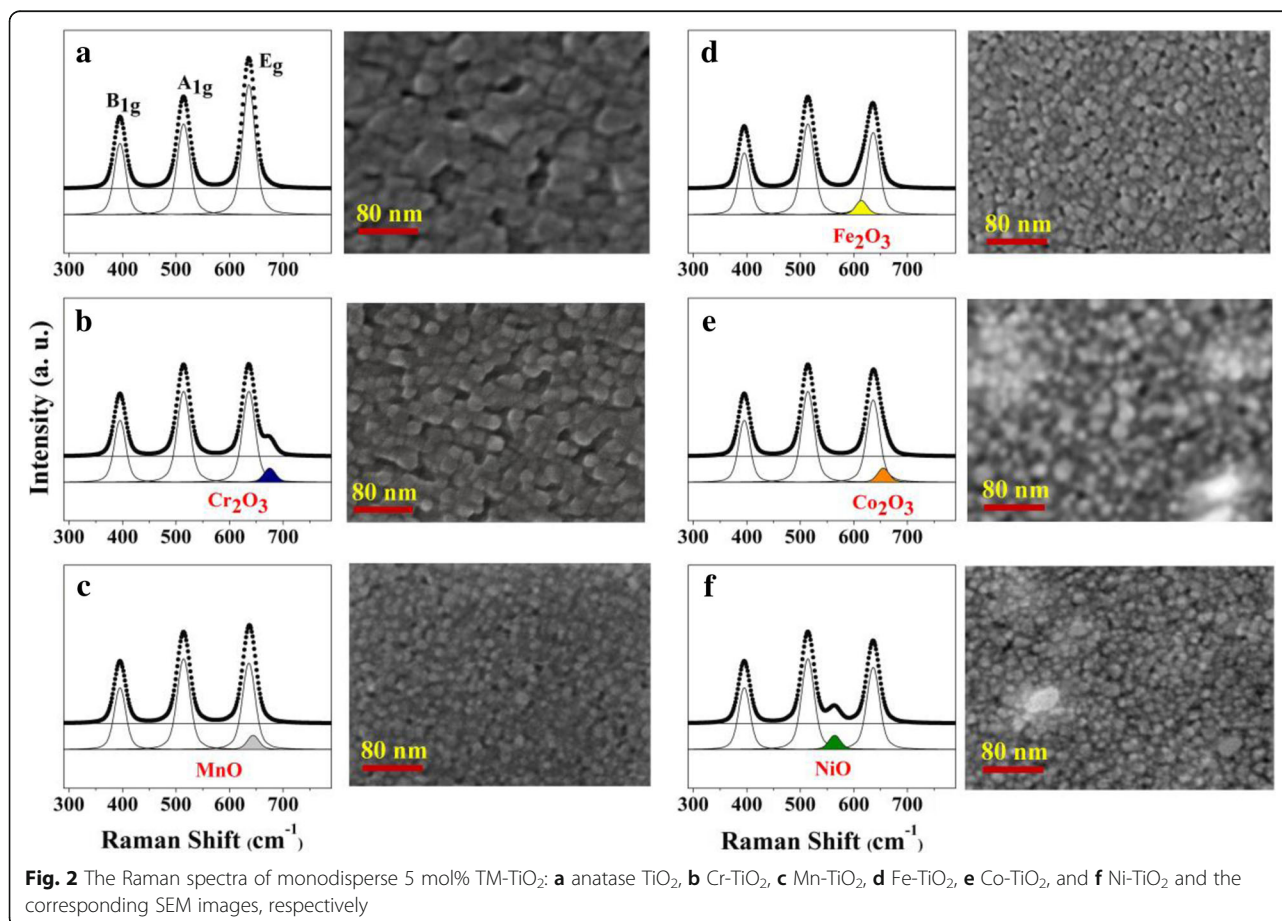 a
B1g
A1g
Eg
80 nm
300 400 500 600 700
d
80 nm
Fe2O3
300 400 500 600 700
b
80 nm
Cr2O3
300 400 500 600 700
e
80 nm
Co2O3
300 400 500 600 700
c
80 nm
MnO
300 400 500 600 700
f
80 nm
NiO
300 400 500 600 700
Intensity (a. u.)
Raman Shift (cm⁻¹)
Raman Shift (cm⁻¹)
Fig. 2 The Raman spectra of monodisperse 5 mol% TM-TiO2: a anatase TiO2, b Cr-TiO2, c Mn-TiO2, d Fe-TiO2, e Co-TiO2, and f Ni-TiO2 and the
corresponding SEM images, respectively